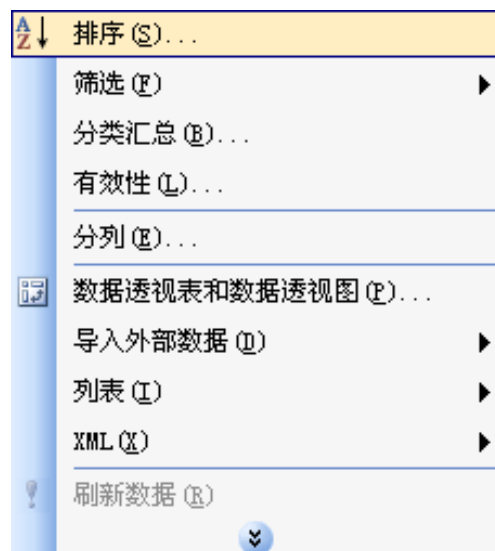 排序(S)...
筛选(F)
分类汇总(B)...
有效性(L)...
分列(E)...
数据透视表和数据透视图(P)...
导入外部数据(D)
列表(I)
XML(X)
刷新数据(R)